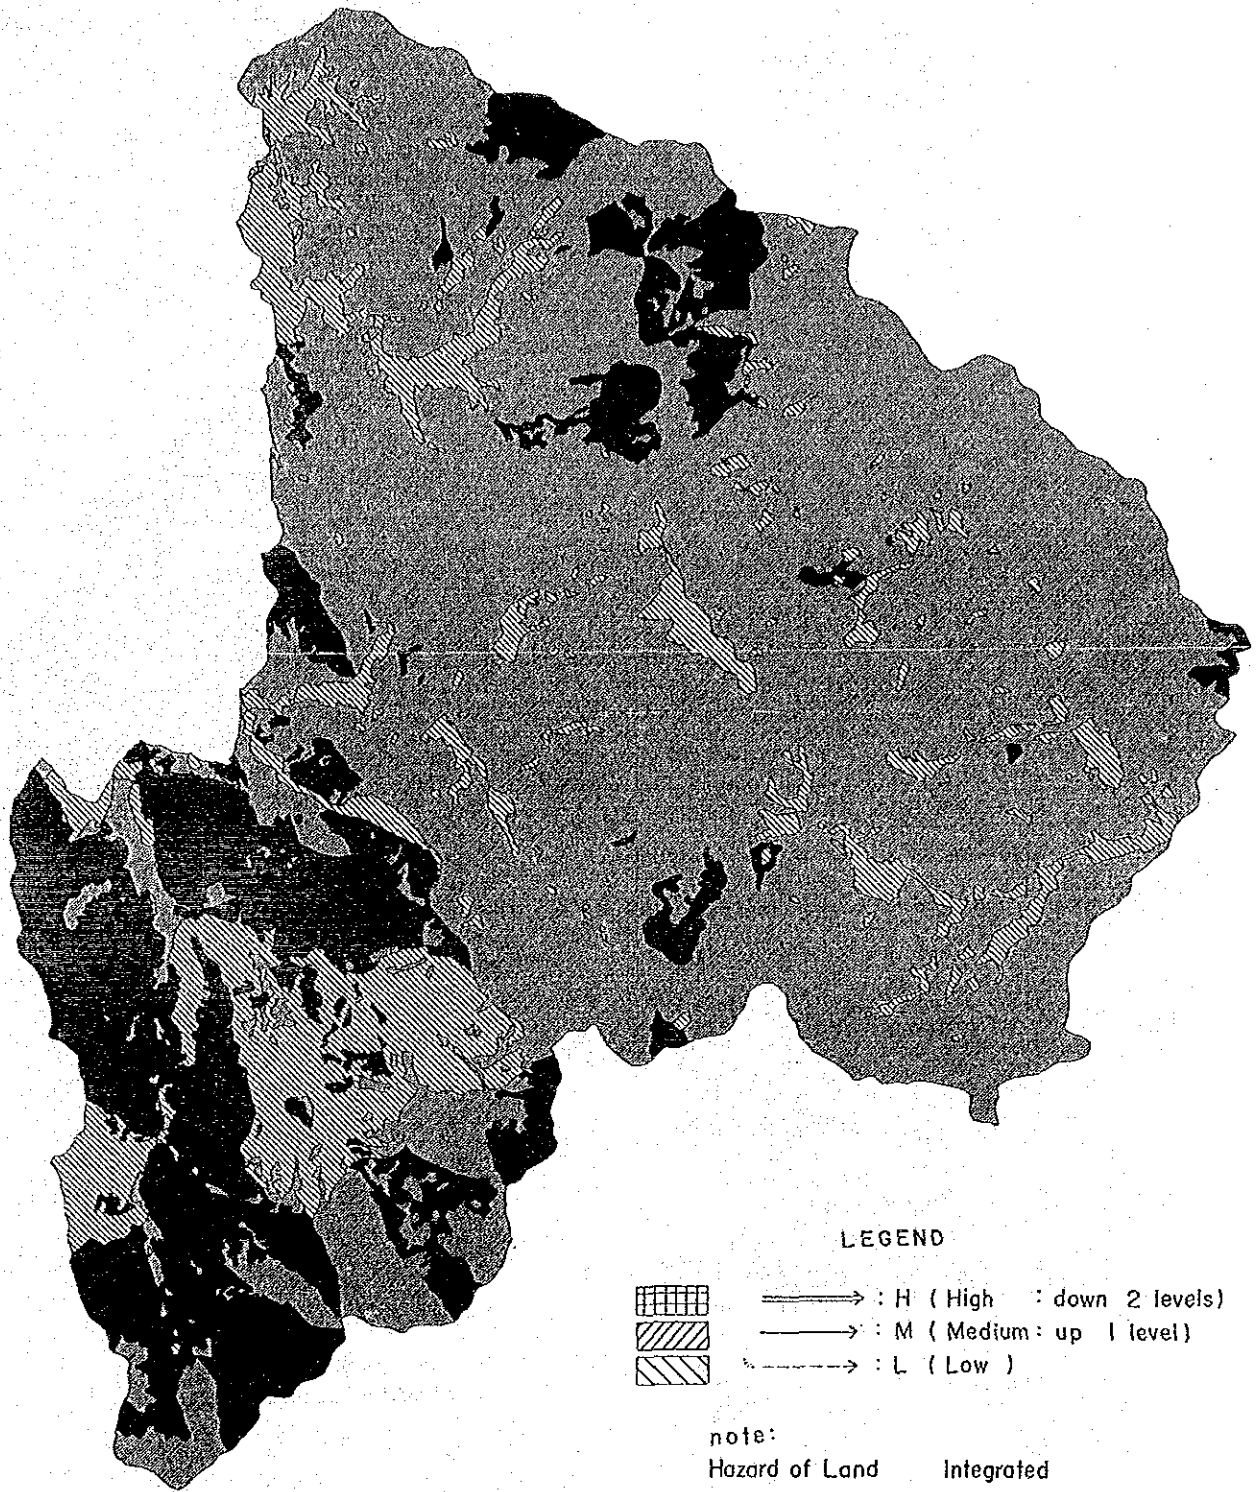 LEGEND
: H ( High : down 2 levels)
: M ( Medium : up 1 level)
: L ( Low )
note:
Hazard of Land Integrated